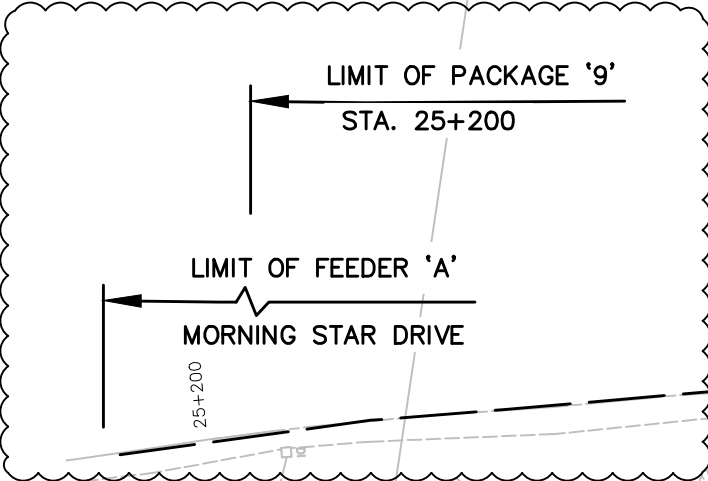 LIMIT OF PACKAGE '9'
STA. 25+200
LIMIT OF FEEDER 'A'
MORNING STAR DRIVE
25+200